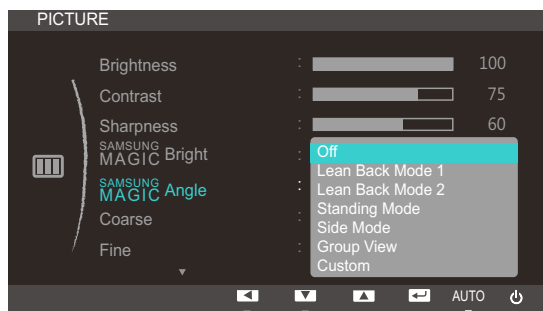 PICTURE
Brightness : 100
Contrast : 75
Sharpness : 60
SAMSUNG
MAGIC Bright :
SAMSUNG
MAGIC Angle :
Coarse :
Fine :
Off
Lean Back Mode 1
Lean Back Mode 2
Standing Mode
Side Mode
Group View
Custom
AUTO